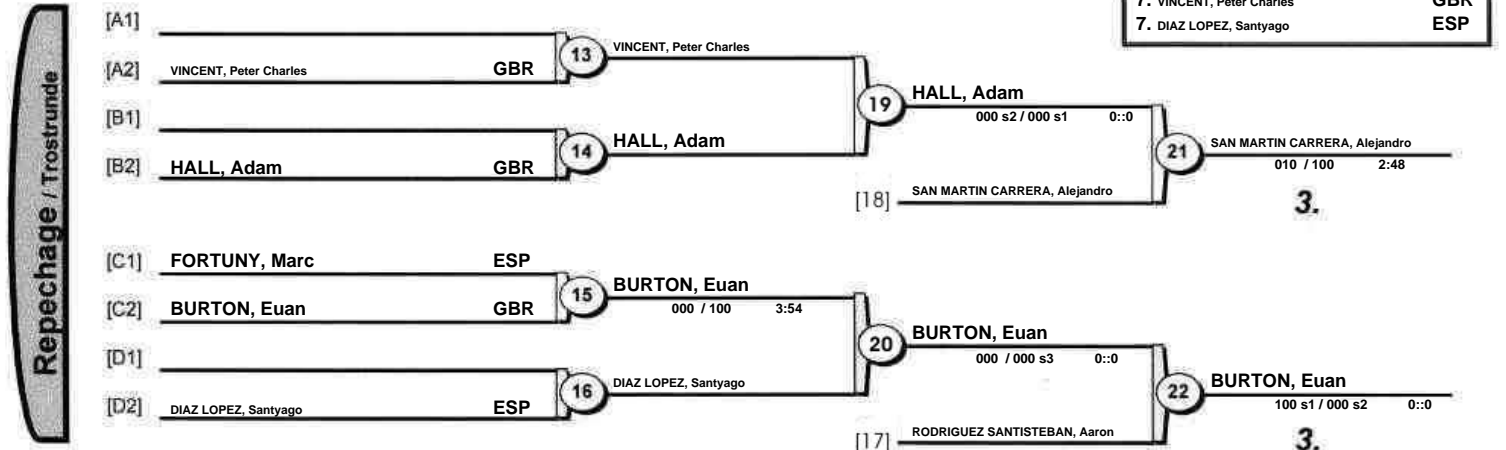 7. VINCENT, Peter Charles GBR
7. DIAZ LOPEZ, Santyago ESP
Repechage / Trostrunde
[A1]
[A2] VINCENT, Peter Charles GBR
13 VINCENT, Peter Charles
[B1]
[B2] HALL, Adam GBR
14 HALL, Adam
19 HALL, Adam
000 s2 / 000 s1 0::0
[18] SAN MARTIN CARRERA, Alejandro
21 SAN MARTIN CARRERA, Alejandro
010 / 100 2:48
3.
[C1] FORTUNY, Marc ESP
[C2] BURTON, Euan GBR
15 BURTON, Euan
000 / 100 3:54
[D1]
[D2] DIAZ LOPEZ, Santyago ESP
16 DIAZ LOPEZ, Santyago
20 BURTON, Euan
000 / 000 s3 0::0
[17] RODRIGUEZ SANTISTEBAN, Aaron
22 BURTON, Euan
100 s1 / 000 s2 0::0
3.